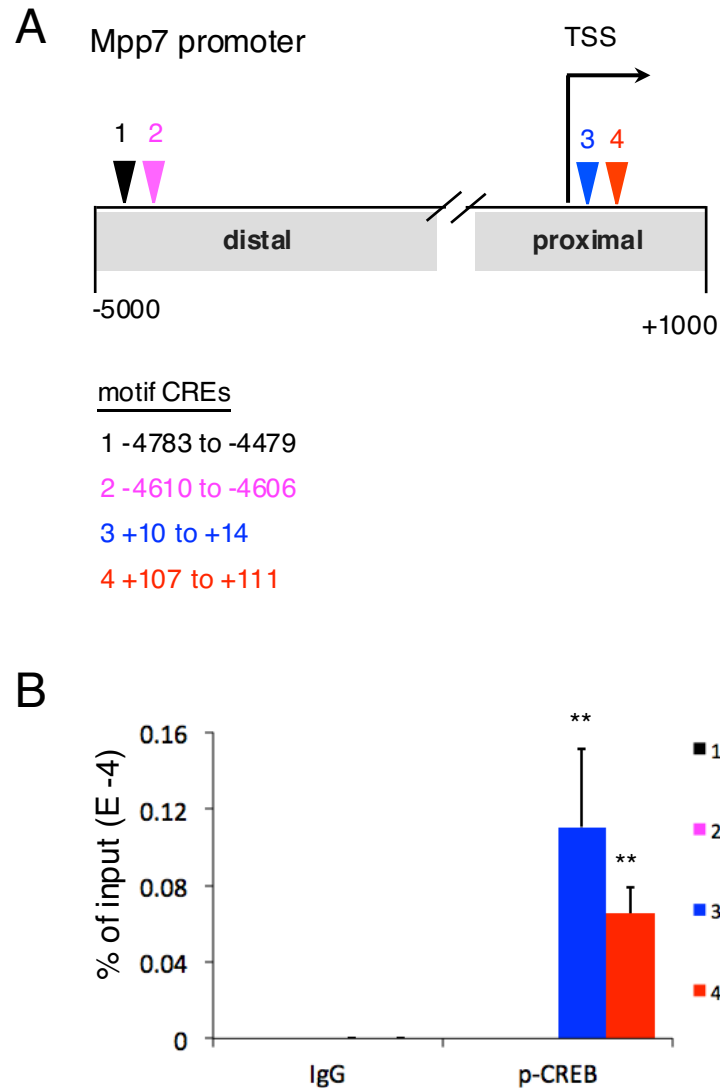 A
Mpp7 promoter
TSS
1 2 3 4
distal proximal
-5000
+1000
motif CREs
1 -4783 to -4479
2 -4610 to -4606
3 +10 to +14
4 +107 to +111
B
% of input (E -4)
0.16
0.12
0.08
0.04
0
**
**
1
2
3
4
IgG p-CREB